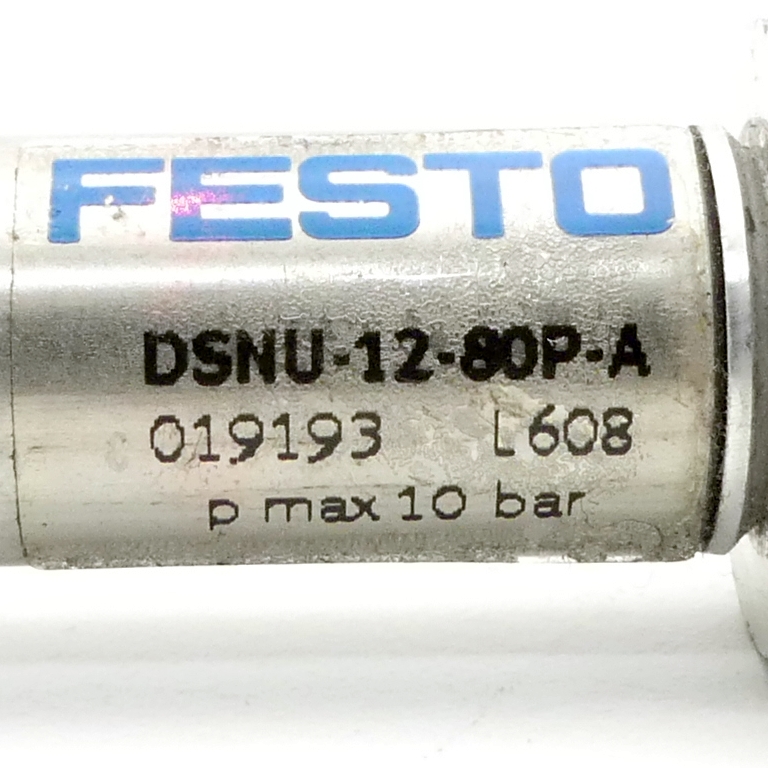 FESTO
DSNU-12-80P-A
019193 L608
p max 10 bar